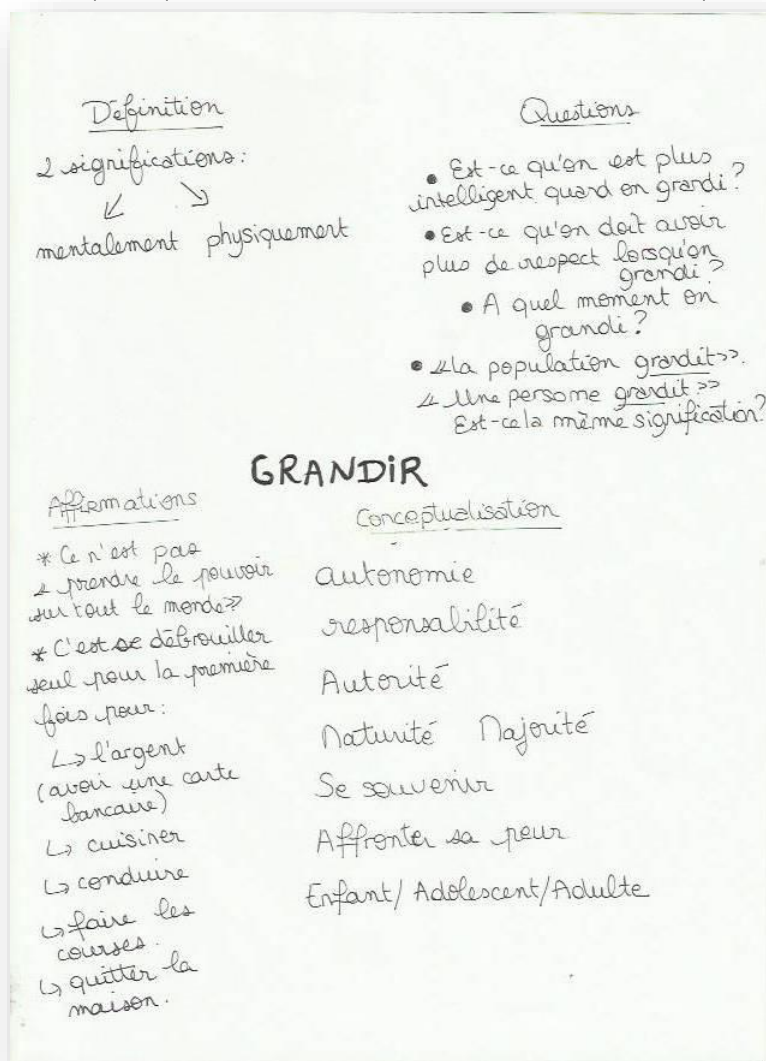 Définition
2 significations:
mentalement physiquement
Questions
• Est-ce qu'on est plus
intelligent quand on grandi?
• Est-ce qu'on doit avoir
plus de respect lorsqu'on
grandi?
• A quel moment on
grandi?
• «la population grandit».
« Une persome grandit»
Est-ce la même signification?
GRANDIR
Affirmations
* Ce n'est pas
« prendre le pouvoir
sur tout le monde»
* C'est se débrouiller
seul pour la première
fois pour:
↳ l'argent
(avoir une carte
bancaire)
↳ cuisiner
↳ conduire
↳ faire les
courses.
↳ quitter la
maison.
Conceptualisation
autonomie
responsabilité
Autorité
Maturité Majorité
Se souvenir
Affronter sa peur
Enfant/Adolescent/Adulte